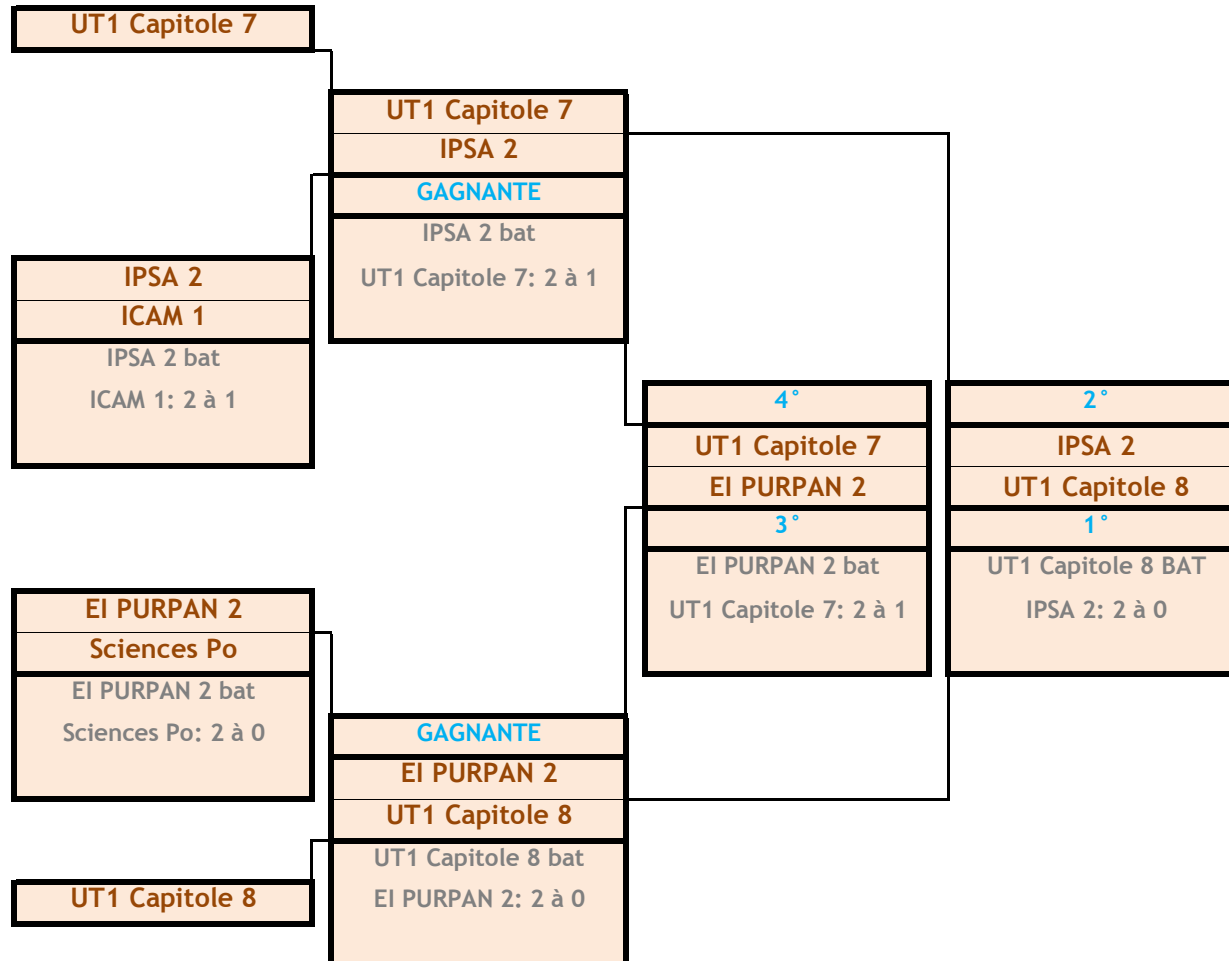 UT1 Capitole 7
IPSA 2
ICAM 1
IPSA 2 bat
ICAM 1: 2 à 1
EI PURPAN 2
Sciences Po
EI PURPAN 2 bat
Sciences Po: 2 à 0
UT1 Capitole 8
UT1 Capitole 7
IPSA 2
GAGNANTE
IPSA 2 bat
UT1 Capitole 7: 2 à 1
GAGNANTE
EI PURPAN 2
UT1 Capitole 8
UT1 Capitole 8 bat
EI PURPAN 2: 2 à 0
4°
UT1 Capitole 7
EI PURPAN 2
3°
EI PURPAN 2 bat
UT1 Capitole 7: 2 à 1
2°
IPSA 2
UT1 Capitole 8
1°
UT1 Capitole 8 BAT
IPSA 2: 2 à 0